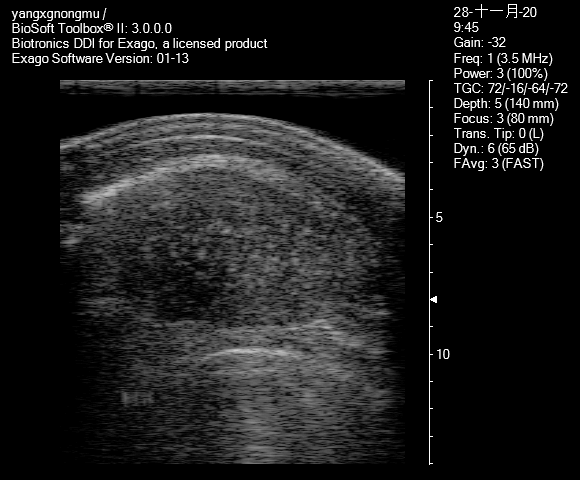 yangxgnongmu /
BioSoft Toolbox® II: 3.0.0.0
Biotronics DDI for Exago, a licensed product
Exago Software Version: 01-13
28-十一月-20
9:45
Gain: -32
Freq: 1 (3.5 MHz)
Power: 3 (100%)
TGC: 72/-16/-64/-72
Depth: 5 (140 mm)
Focus: 3 (80 mm)
Trans. Tip: 0 (L)
Dyn.: 6 (65 dB)
FAvg: 3 (FAST)
5
10